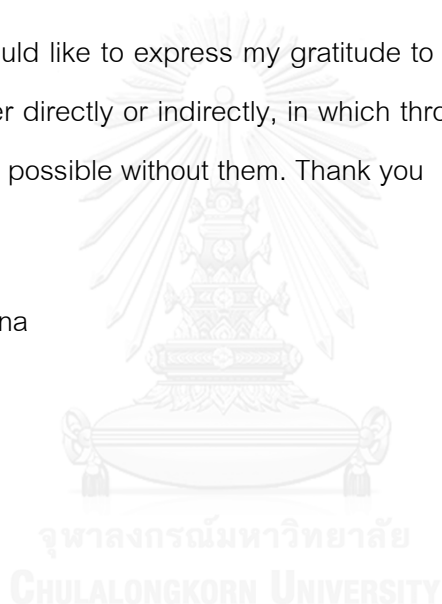 uld like to express my gratitude to
er directly or indirectly, in which thro
possible without them. Thank you
na
จุฬาลงกรณ์มหาวิทยาลัย
CHULALONGKORN UNIVERSITY